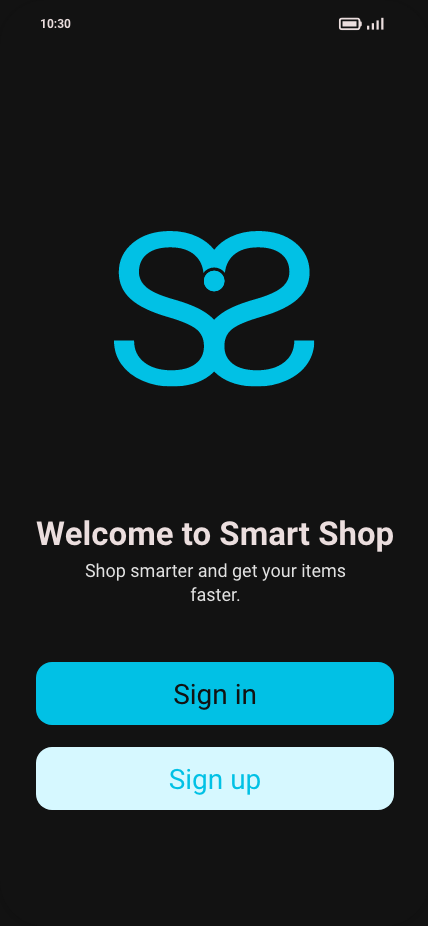 10:30
Welcome to Smart Shop
Shop smarter and get your items
faster.
Sign in
Sign up